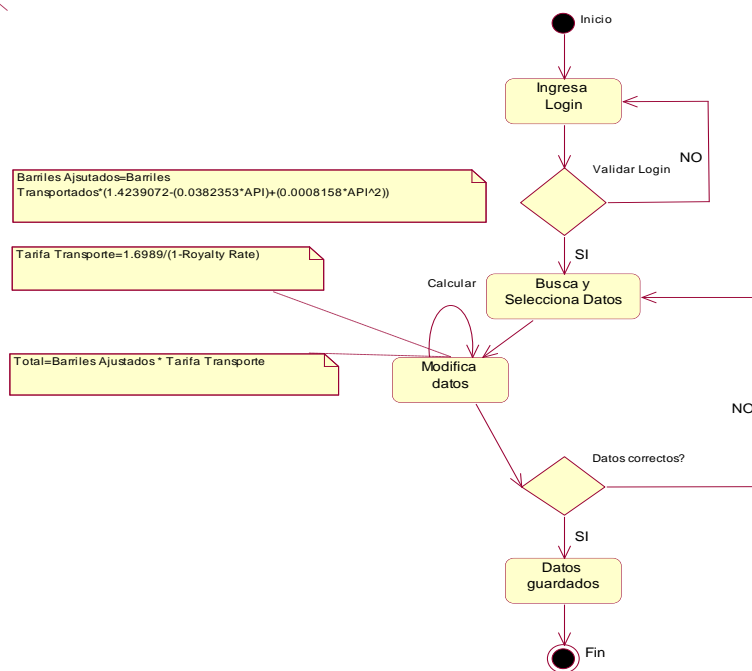 Inicio
Ingresa
Login
NO
Validar Login
Barriles Ajsutados=Barriles
Transportados*(1.4239072-(0.0382353*API)+(0.0008158*API^2))
SI
Tarifa Transporte=1.6989/(1-Royalty Rate)
Calcular
Busca y
Selecciona Datos
Total=Barriles Ajustados * Tarifa Transporte
Modifica
datos
NO
Datos correctos?
SI
Datos
guardados
Fin